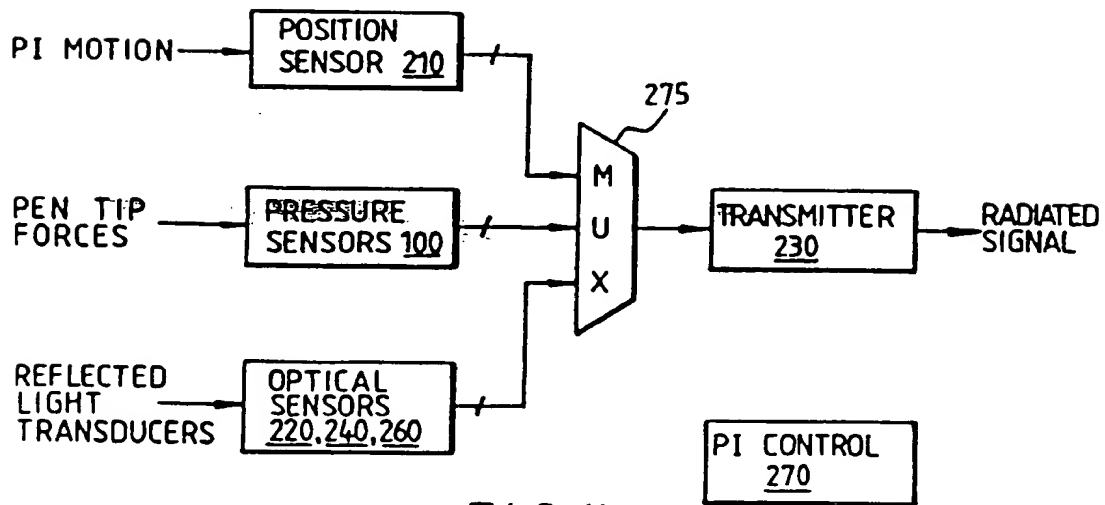 PI MOTION
POSITION
SENSOR 210
275
PEN TIP
FORCES
PRESSURE
SENSORS 100
M
U
X
TRANSMITTER
230
RADIATED
SIGNAL
REFLECTED
LIGHT
TRANSDUCERS
OPTICAL
SENSORS
220,240,260
PI CONTROL
270